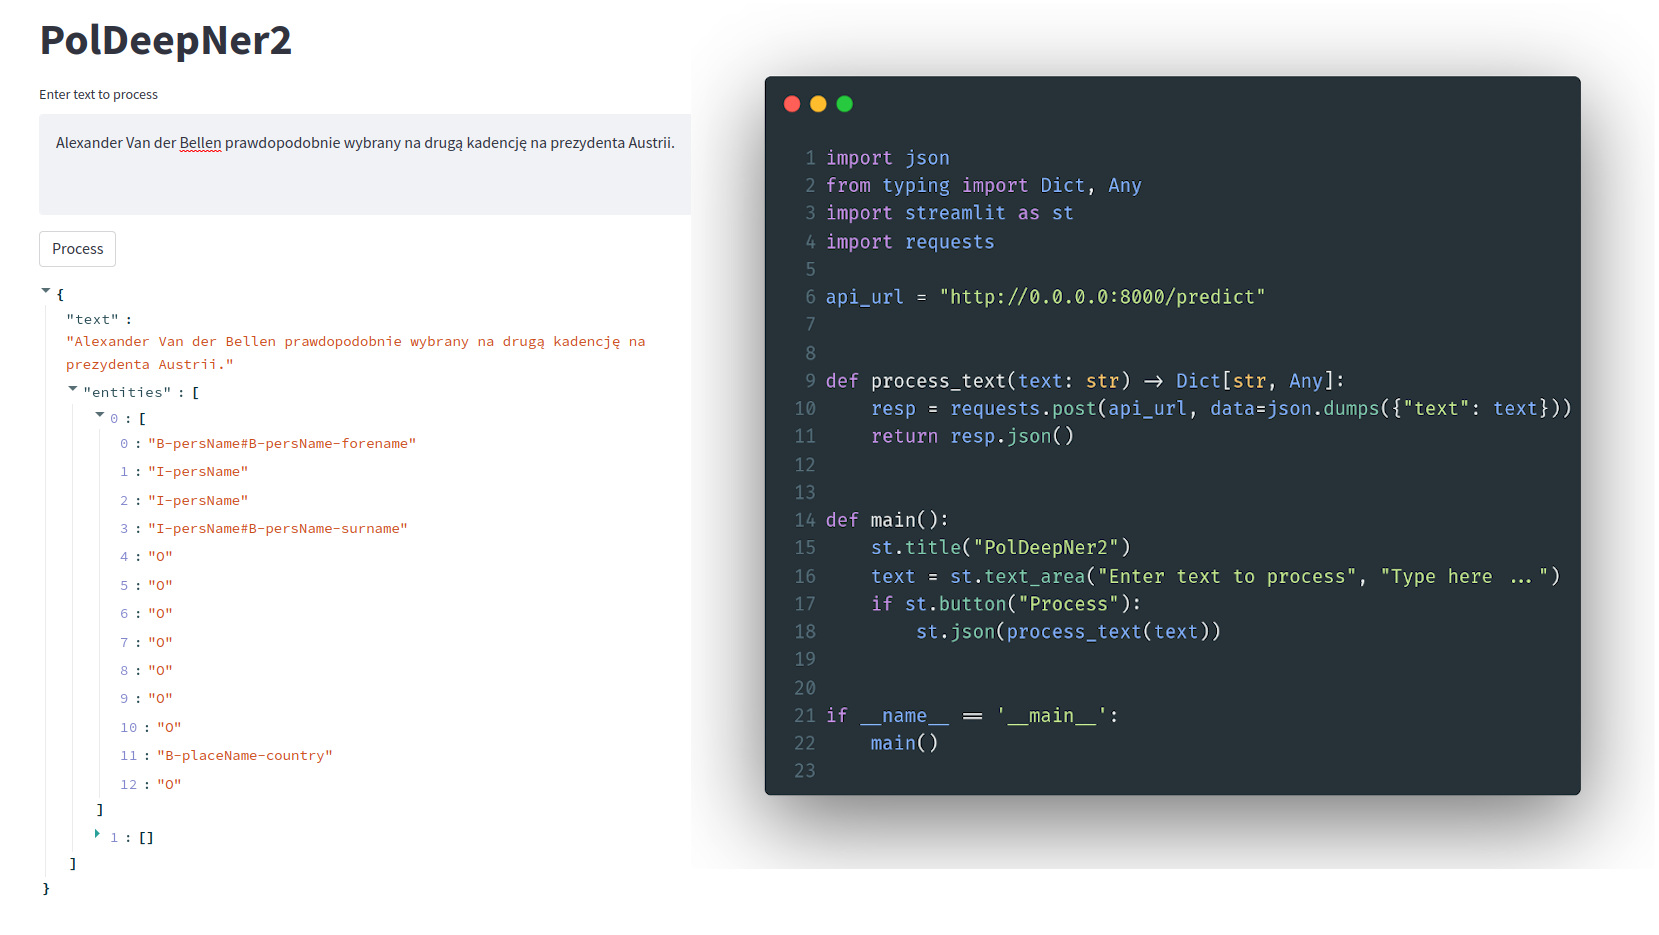 PolDeepNer2
Enter text to process
Alexander Van der Bellen prawdopodobnie wybrany na drugą kadencję na prezydenta Austrii.
Process
{
"text" :
"Alexander Van der Bellen prawdopodobnie wybrany na drugą kadencję na
prezydenta Austrii."
"entities" : [
0 : [
0 : "B-persName#B-persName-forename"
1 : "I-persName"
2 : "I-persName"
3 : "I-persName#B-persName-surname"
4 : "O"
5 : "O"
6 : "O"
7 : "O"
8 : "O"
9 : "O"
10 : "O"
11 : "B-placeName-country"
12 : "O"
]
1 : []
]
}
1 import json
2 from typing import Dict, Any
3 import streamlit as st
4 import requests
5
6 api_url = "http://0.0.0.0:8000/predict"
7
8
9 def process_text(text: str) -> Dict[str, Any]:
10     resp = requests.post(api_url, data=json.dumps({"text": text}))
11     return resp.json()
12
13
14 def main():
15     st.title("PolDeepNer2")
16     text = st.text_area("Enter text to process", "Type here ...")
17     if st.button("Process"):
18         st.json(process_text(text))
19
20
21 if __name__ == '__main__':
22     main()
23